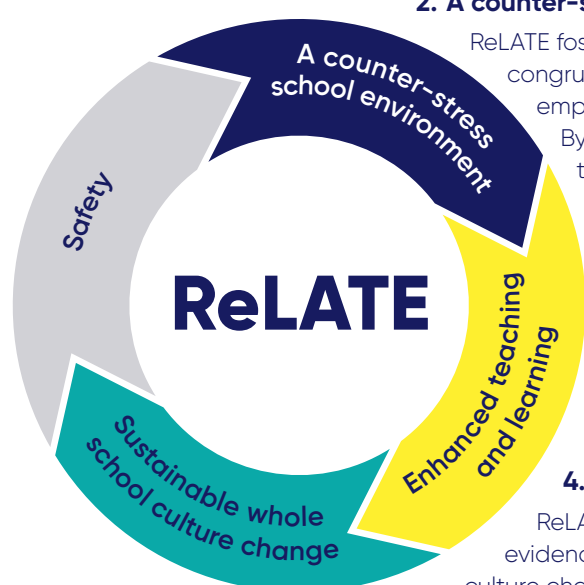 2. A counter-s
ReLATE fos
congru
emp
By
t
A counter-stress
school environment
Safety
ReLATE
Enhanced teaching
and learning
Sustainable whole
school culture change
4.
ReLA
evidenc
culture cha